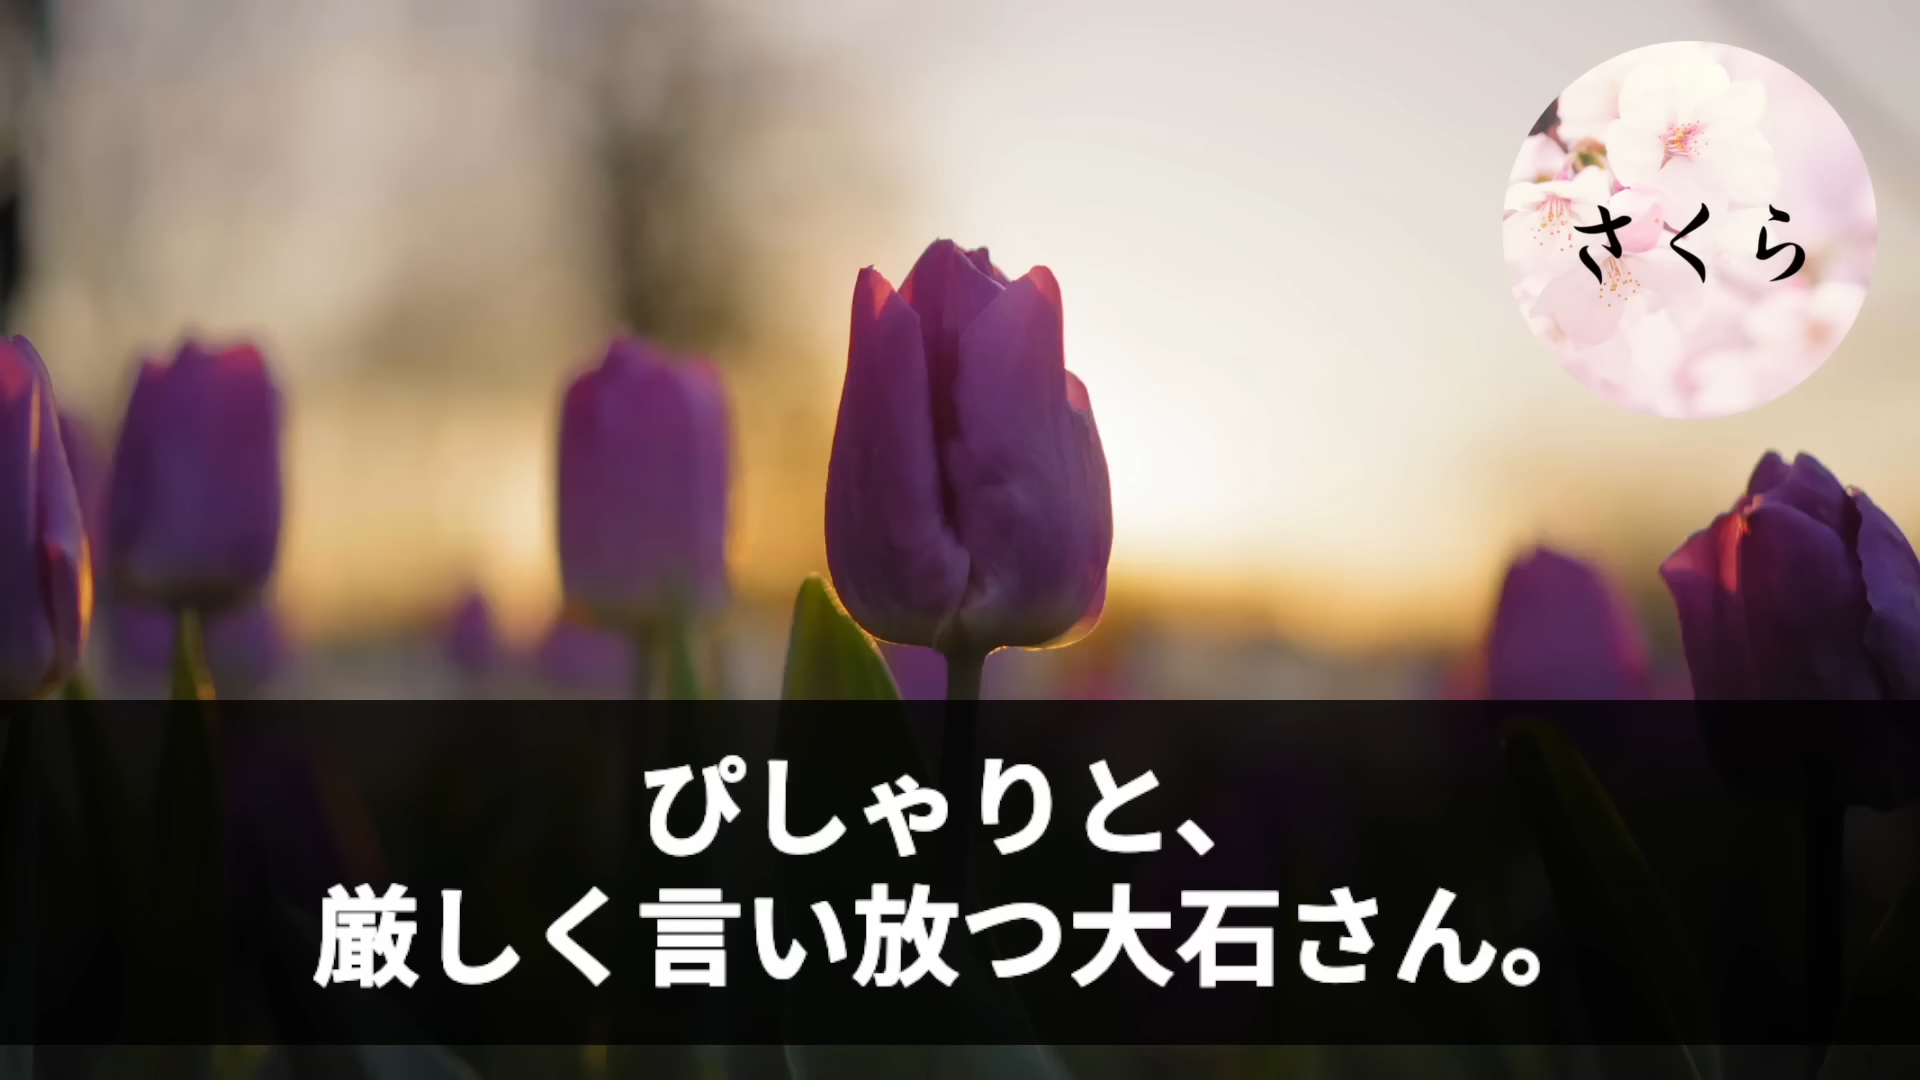 さくら
ぴしゃりと、
厳しく言い放つ大石さん。